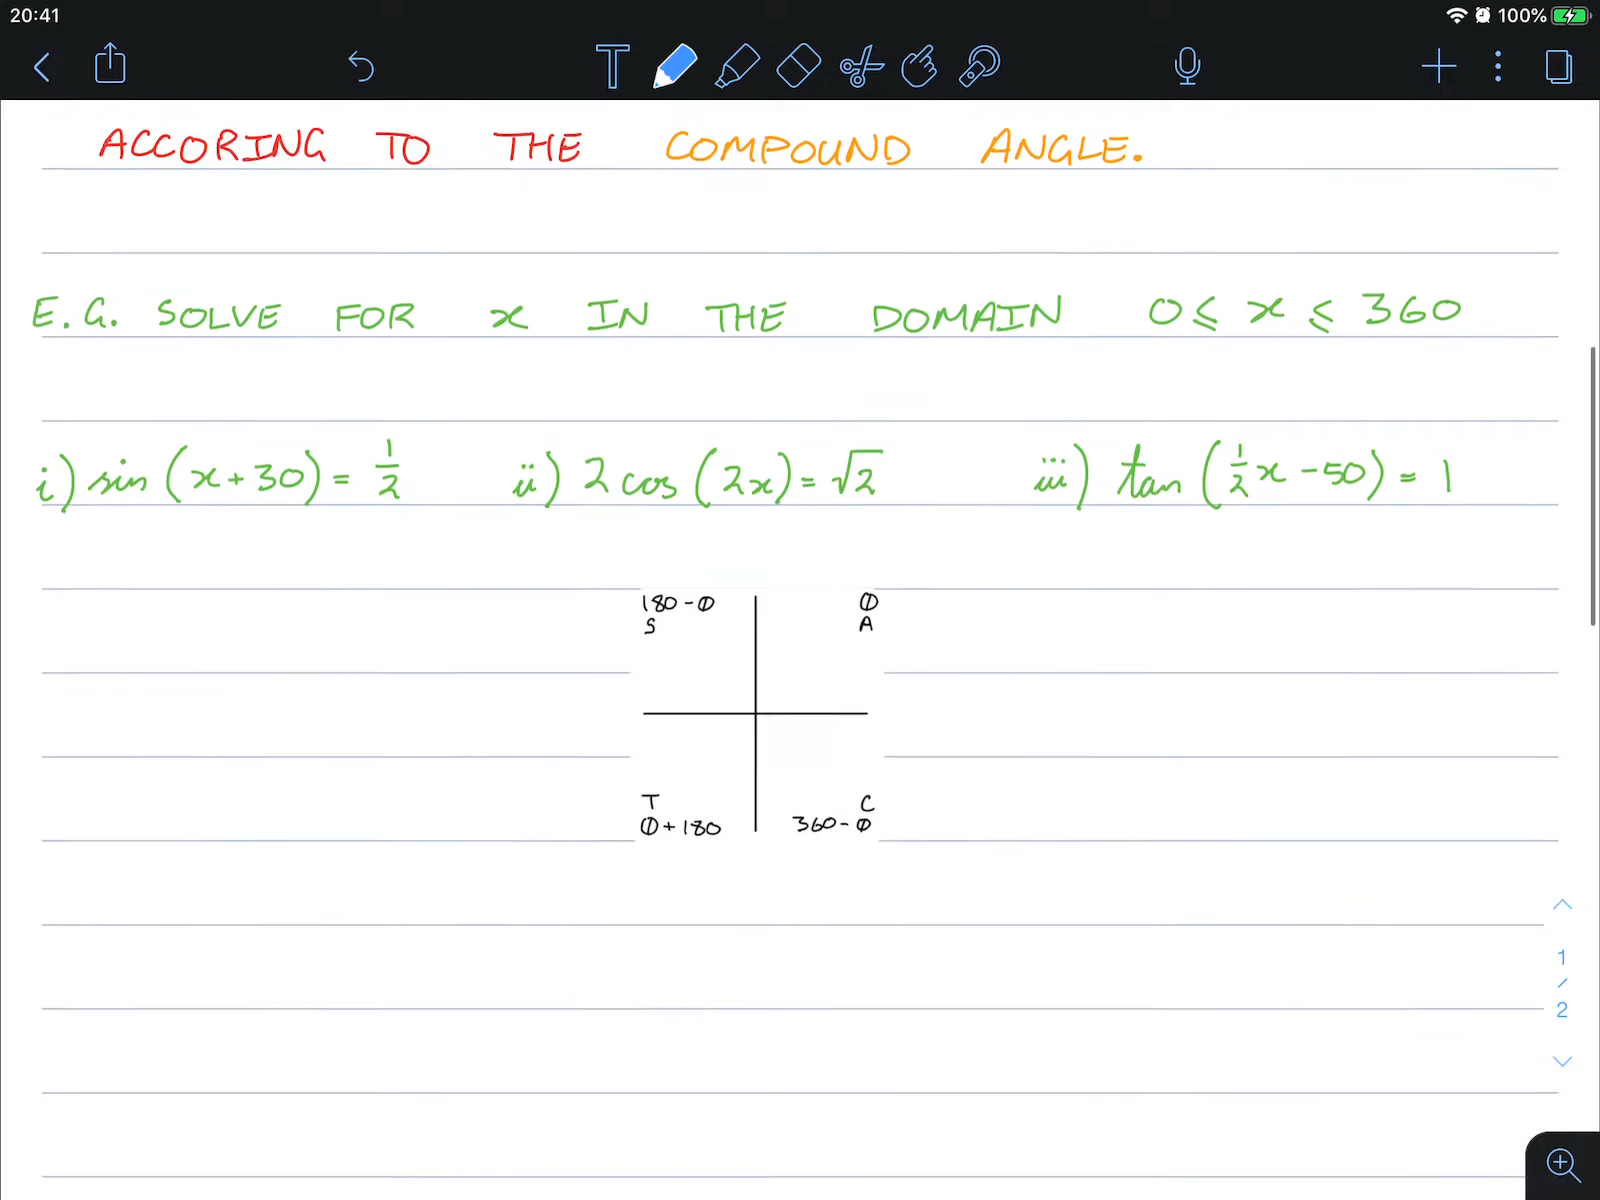 20:41 100%
ACCORING TO THE COMPOUND ANGLE.
E.G. SOLVE FOR x IN THE DOMAIN 0 ≤ x ≤ 360
i) sin (x+30) = 1/2 ii) 2 cos (2x) = √2 iii) tan (1/2 x - 50) = 1
180 - Φ Φ
S A
T C
Φ + 180 360 - Φ
1
/
2